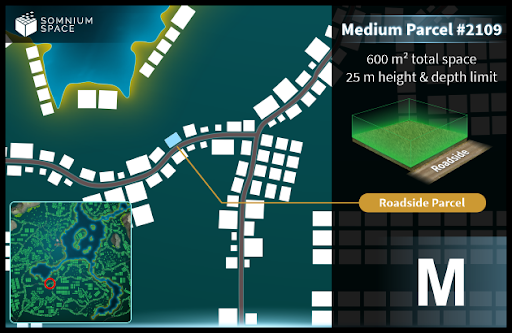 SOMNIUM
SPACE
Medium Parcel #2109
600 m² total space
25 m height & depth limit
Roadside
Roadside Parcel
M